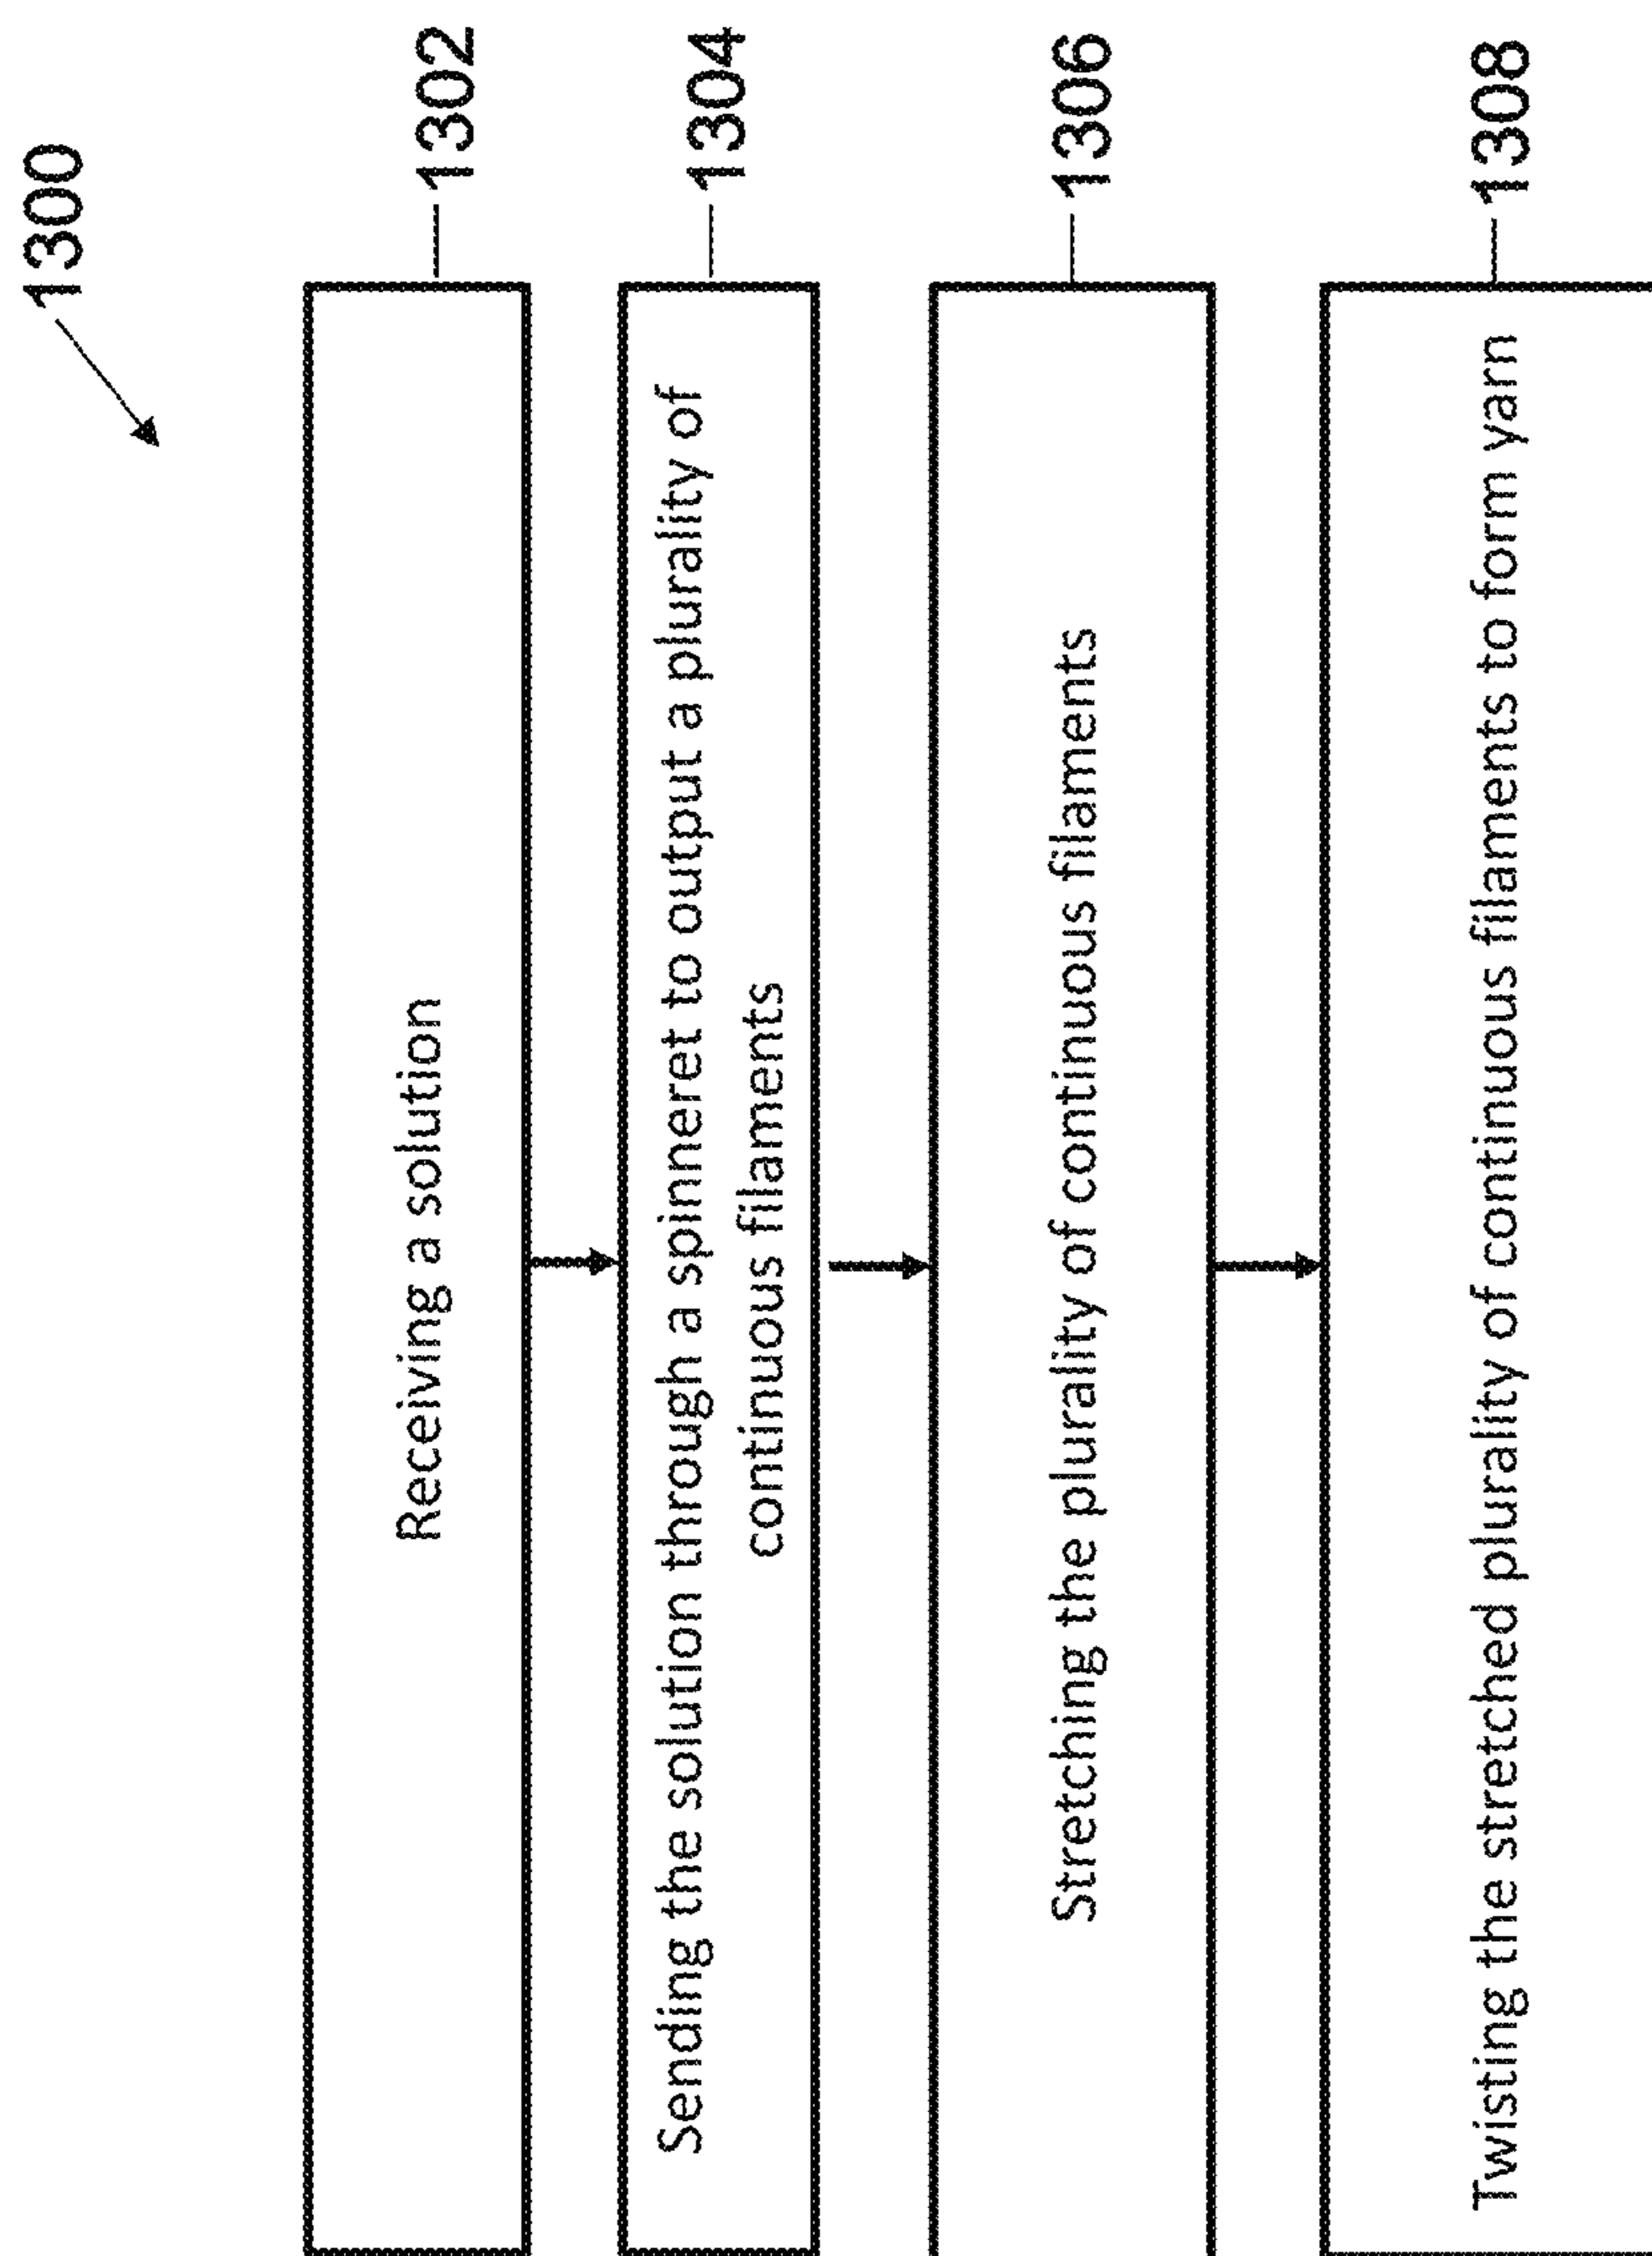 1300
Receiving a solution
1302
Sending the solution through a spinneret to output a plurality of
continuous filaments
1304
Stretching the plurality of continuous filaments
1306
Twisting the stretched plurality of continuous filaments to form yarn
1308